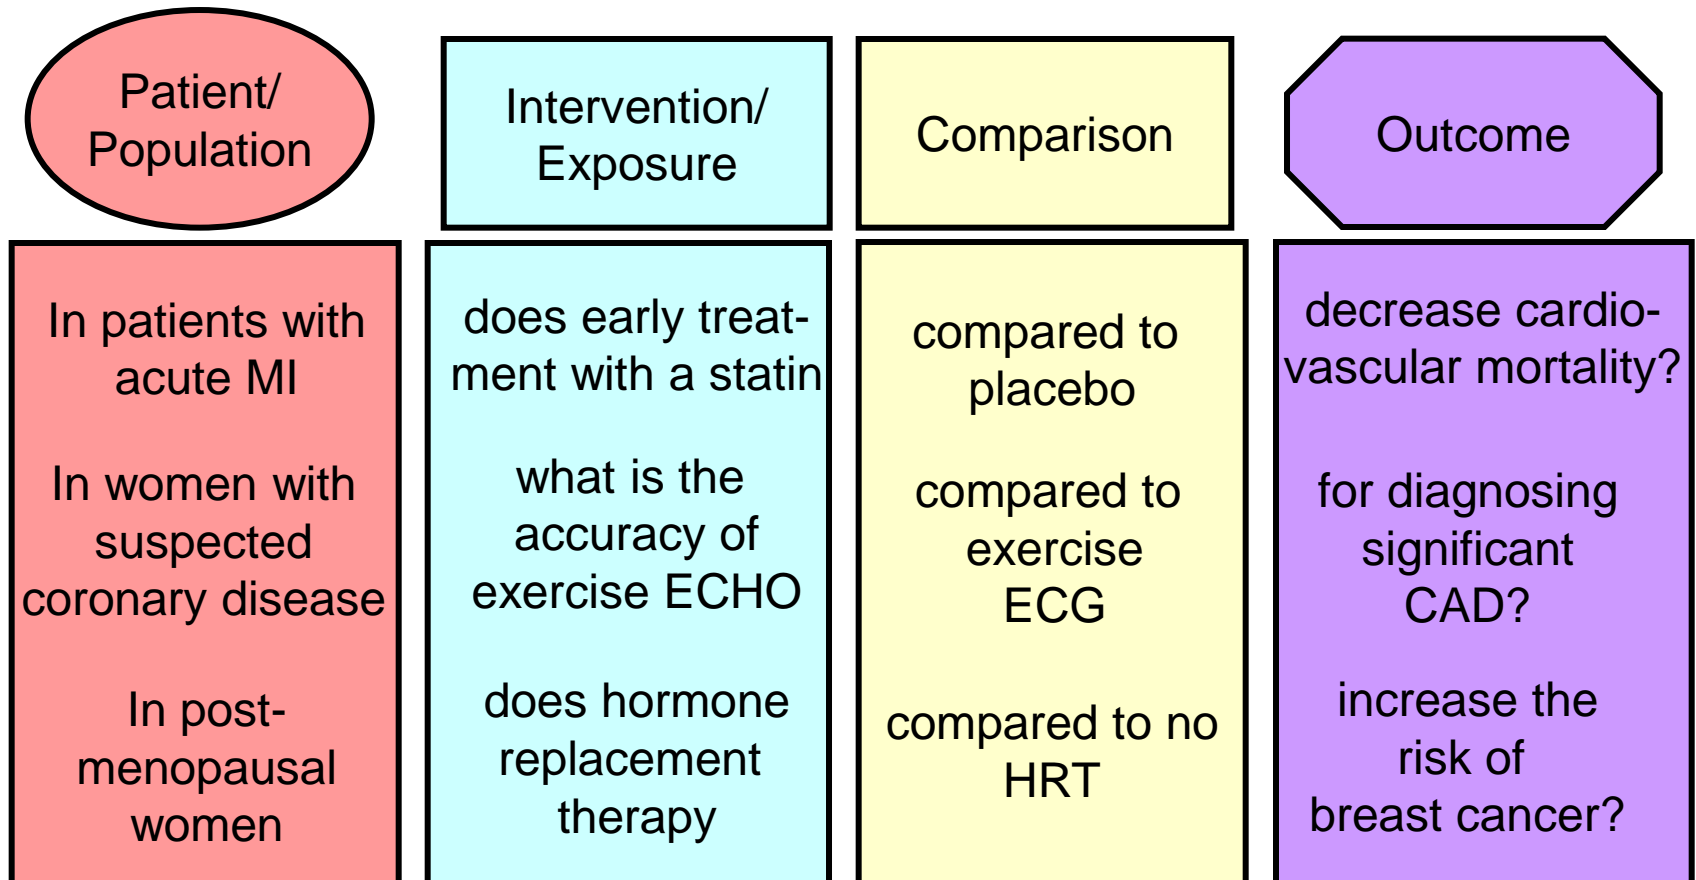 Patient/
Population
Intervention/
Exposure
Comparison
Outcome
In patients with
acute MI
does early treat-
ment with a statin
compared to
placebo
decrease cardio-
vascular mortality?
In women with
suspected
coronary disease
what is the
accuracy of
exercise ECHO
compared to
exercise
ECG
for diagnosing
significant
CAD?
In post-
menopausal
women
does hormone
replacement
therapy
compared to no
HRT
increase the
risk of
breast cancer?